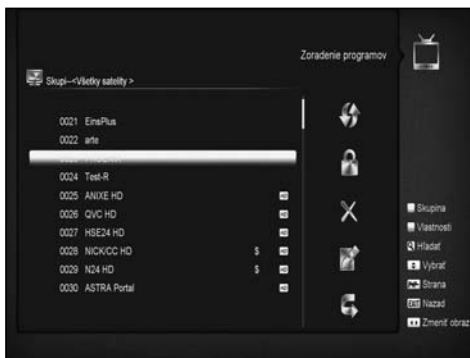 Zoradenie programov
Skupi--<Všetky satelity >
0021 EinsPlus
0022 arte
0024 Test-R
0025 ANIXE HD
0026 QVC HD
0027 HSE24 HD
0028 NICK/CC HD $
0029 N24 HD $
0030 ASTRA Portal
Skupina
Vlastnosti
Hľadať
Vybrať
Strana
EXIT Nazad
Zmeniť obraz